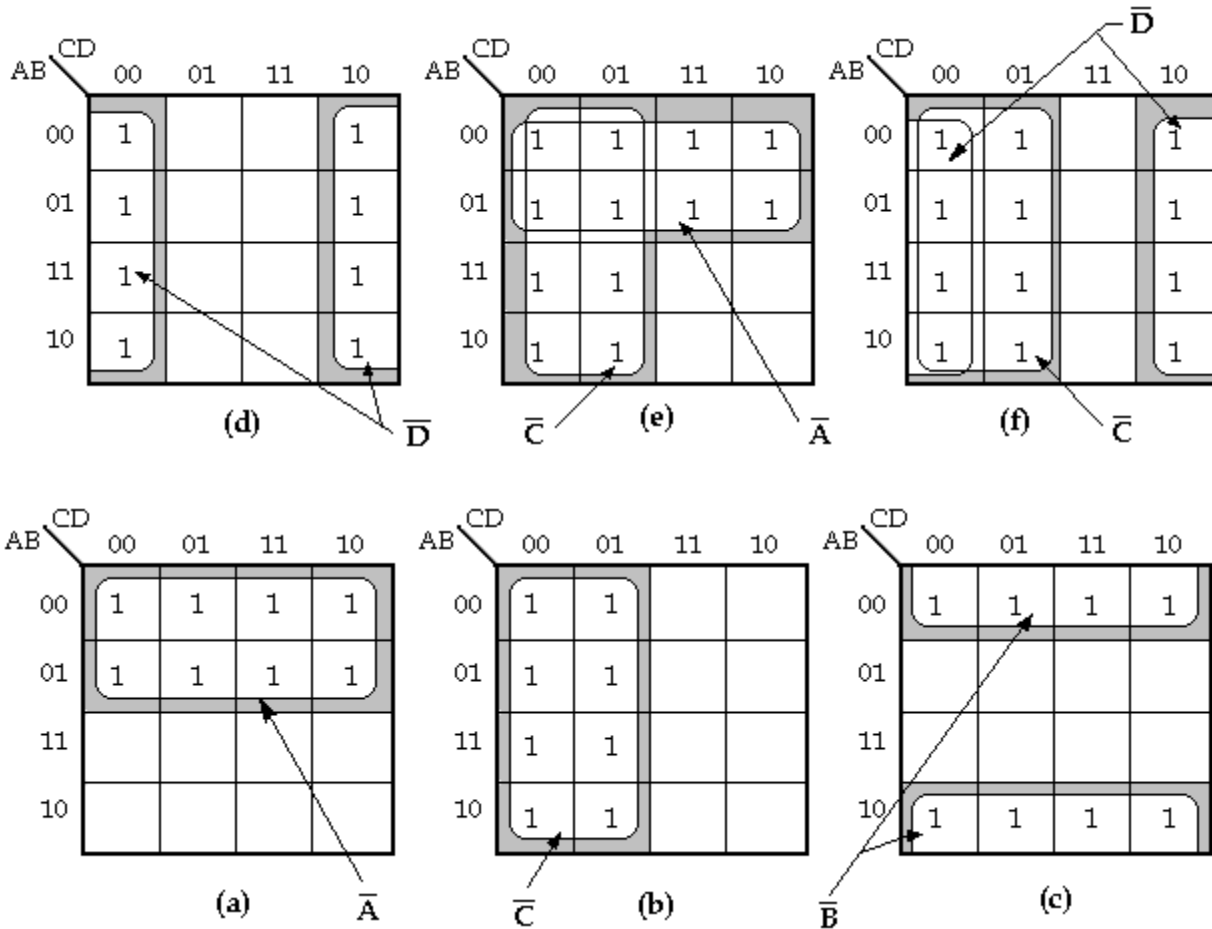 D̅
CD CD CD
AB 00 01 11 10 AB 00 01 11 10 AB 00 01 11 10
00 1 1 00 1 1 1 1 00 1 1 1
01 1 1 01 1 1 1 1 01 1 1 1
11 1 1 11 1 1 11 1 1 1
10 1 1 10 1 1 10 1 1 1
(d) D̅ C̅ (e) A̅ (f) C̅
CD CD CD
AB 00 01 11 10 AB 00 01 11 10 AB 00 01 11 10
00 1 1 1 1 00 1 1 00 1 1 1 1
01 1 1 1 1 01 1 1 01
11 11 1 1 11
10 10 1 1 10 1 1 1 1
(a) A̅ C̅ (b) B̅ (c)